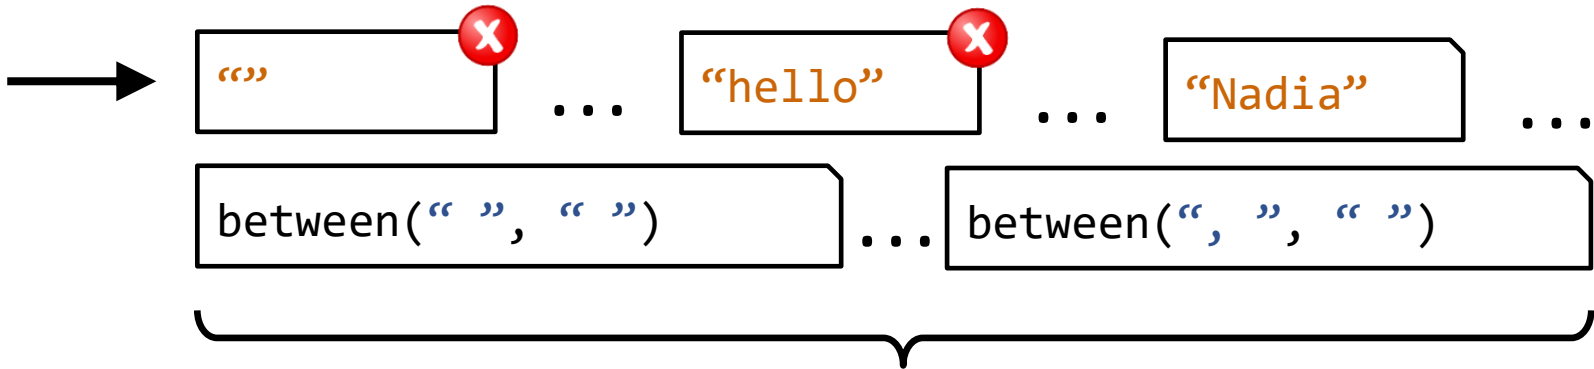 “” ... “hello” ... “Nadia” ...
between(“ ”, “ ”) ... between(“, ”, “ ”)